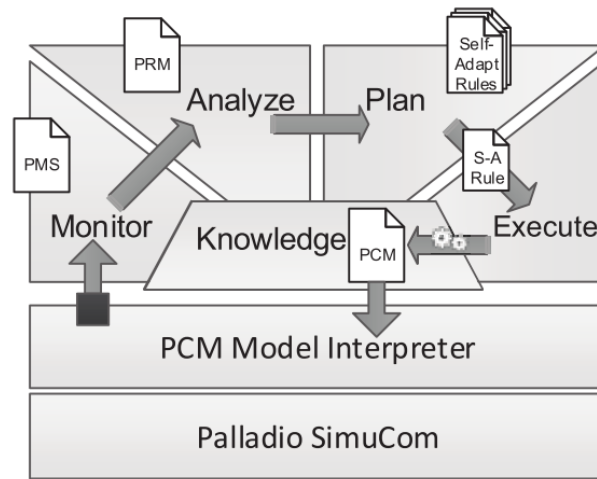 PRM
Self-
Adapt
Rules
Analyze
Plan
PMS
S-A
Rule
Monitor
Knowledge
PCM
Execute
PCM Model Interpreter
Palladio SimuCom